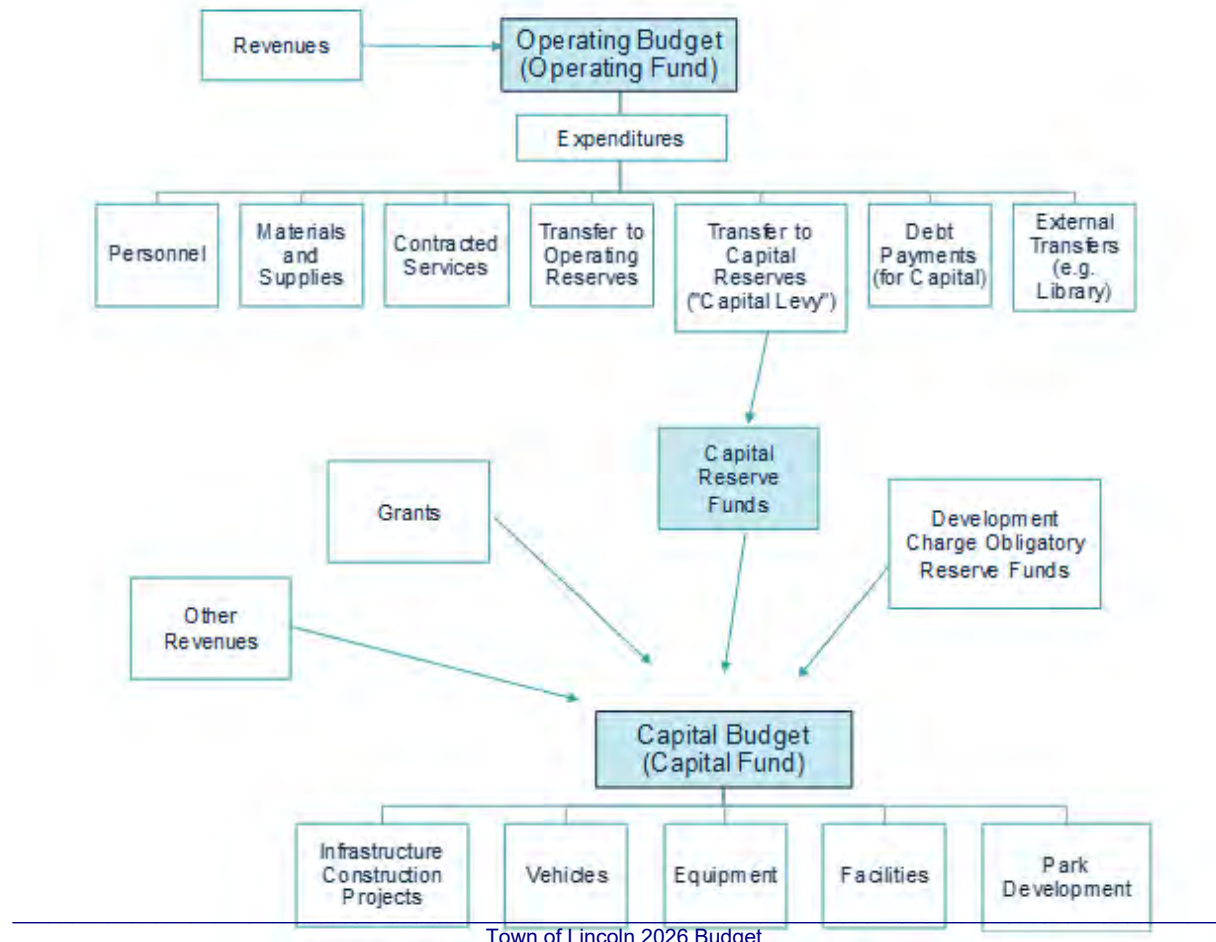 Revenues
Operating Budget
(Operating Fund)
Expenditures
Personnel
Materials
and
Supplies
Contracted
Services
Transfer to
Operating
Reserves
Transfer to
Capital
Reserves
("Capital Levy")
Debt
Payments
(for Capital)
External
Transfers
(e.g.
Library)
Capital
Reserve
Funds
Grants
Development
Charge Obligatory
Reserve Funds
Other
Revenues
Capital Budget
(Capital Fund)
Infrastructure
Construction
Projects
Vehicles
Equipment
Facilities
Park
Development
Town of Lincoln 2026 Budget